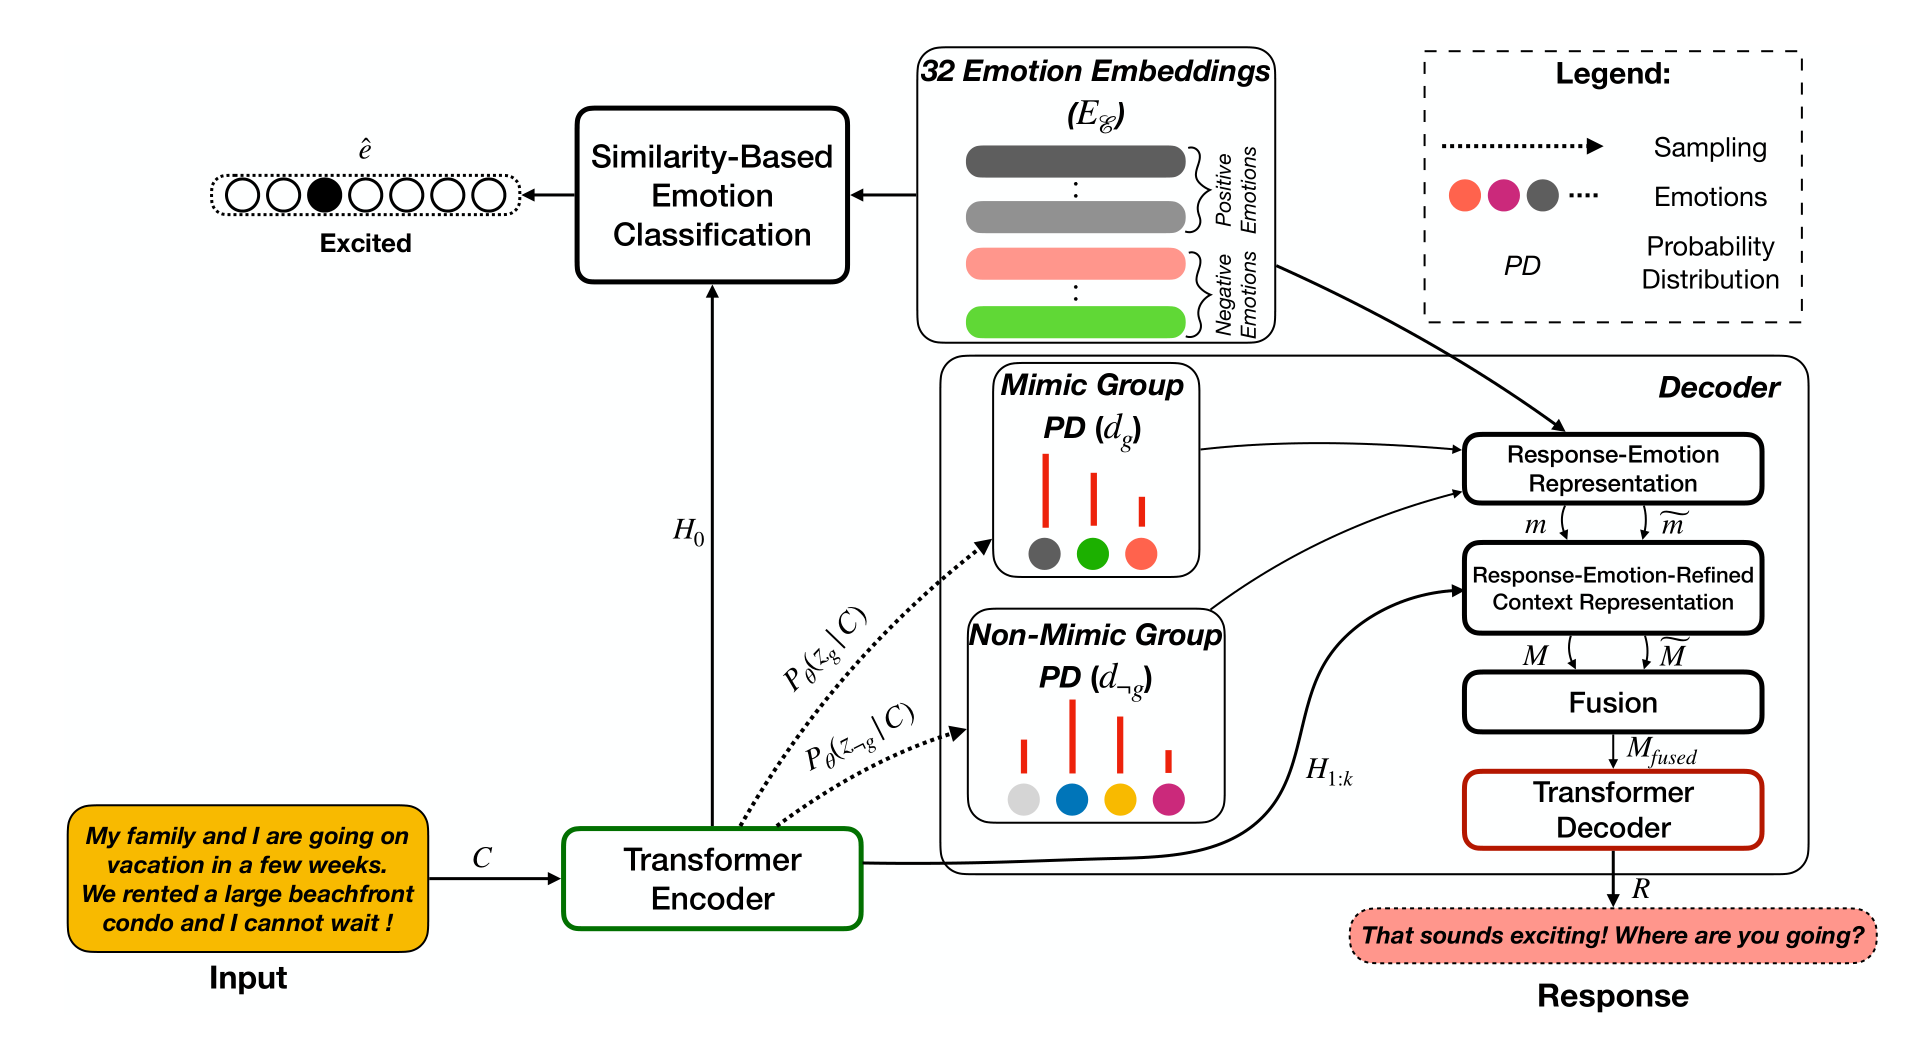 32 Emotion Embeddings
(E_ℰ)
Positive
Emotions
Negative
Emotions
Legend:
Sampling
Emotions
PD
Probability
Distribution
ê
Excited
Similarity-Based
Emotion
Classification
Decoder
Mimic Group
PD (d_g)
Non-Mimic Group
PD (d_¬g)
Response-Emotion
Representation
m
m̃
Response-Emotion-Refined
Context Representation
M
M̃
Fusion
M_fused
Transformer
Decoder
R
H_0
P_θ(z_g | C)
P_θ(z_¬g | C)
H_1:k
My family and I are going on
vacation in a few weeks.
We rented a large beachfront
condo and I cannot wait !
Input
C
Transformer
Encoder
That sounds exciting! Where are you going?
Response